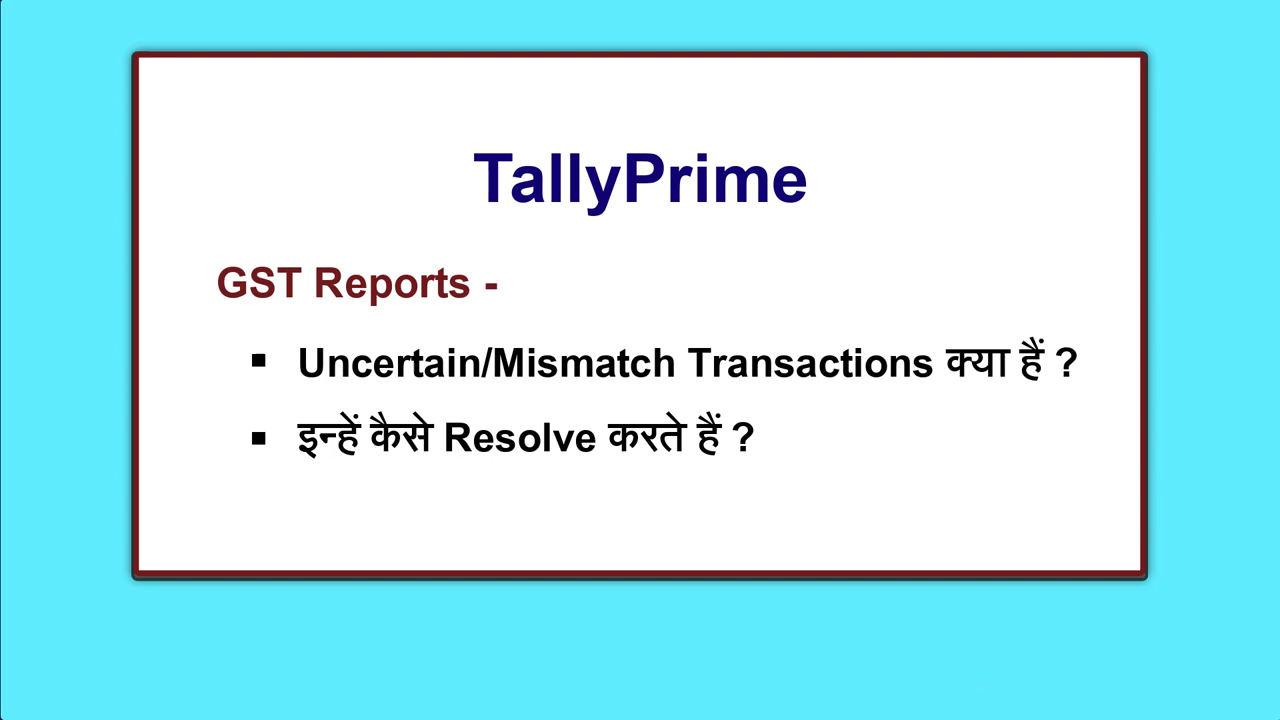 TallyPrime
GST Reports -
▪ Uncertain/Mismatch Transactions क्या हैं ?
▪ इन्हें कैसे Resolve करते हैं ?